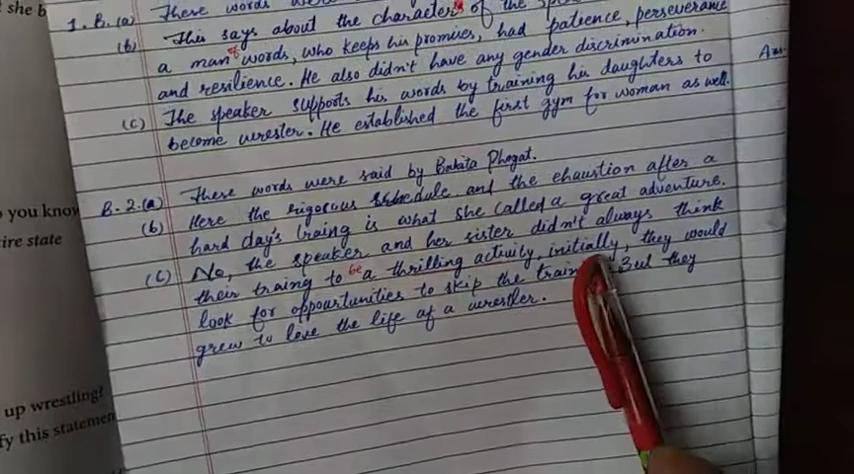 she b
1. B. (a) These words were
(b) This says about the character of the
a man of words, who keeps his promises, had patience, perseverance
and resilience. He also didn't have any gender discrimination.
Ans
(c) The speaker supports his words by training his daughters to
become wrester. He established the first gym for woman as well.
B. 2. (a) These words were said by Babita Phogat.
(b) Here the rigorous schedule and the ehaustion after a
hard day's traing is what she called a great adventure.
(c) No, the speaker and her sister didn't always think
their traing to be a thrilling activity, initially, they would
look for oppourtunities to skip the . But they
grew to love the life of a wrestler.
o you know
ire state
up wrestling?
fy this statemen